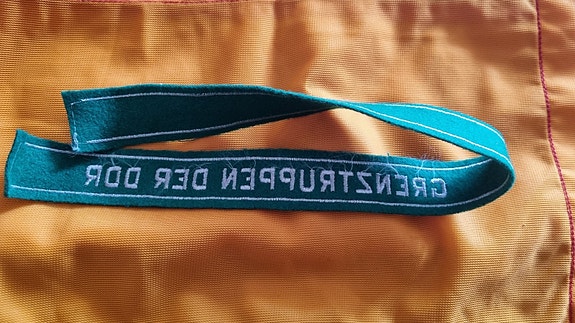 GRENZTRUPPEN DER DDR